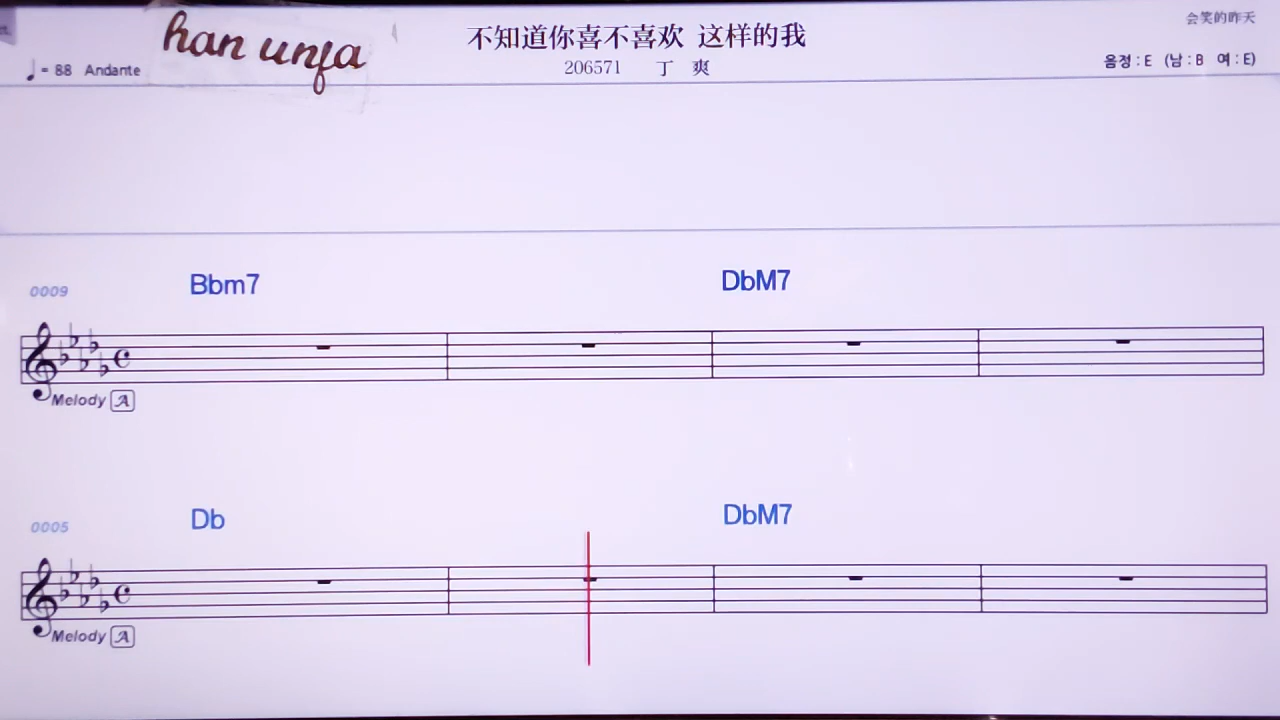 会笑的昨天
han unfa
不知道你喜不喜欢 这样的我
♩= 88 Andante
206571 丁 爽
음정 : E (남 : B 여 : E)
0009 Bbm7 DbM7
Melody A
0005 Db DbM7
Melody A